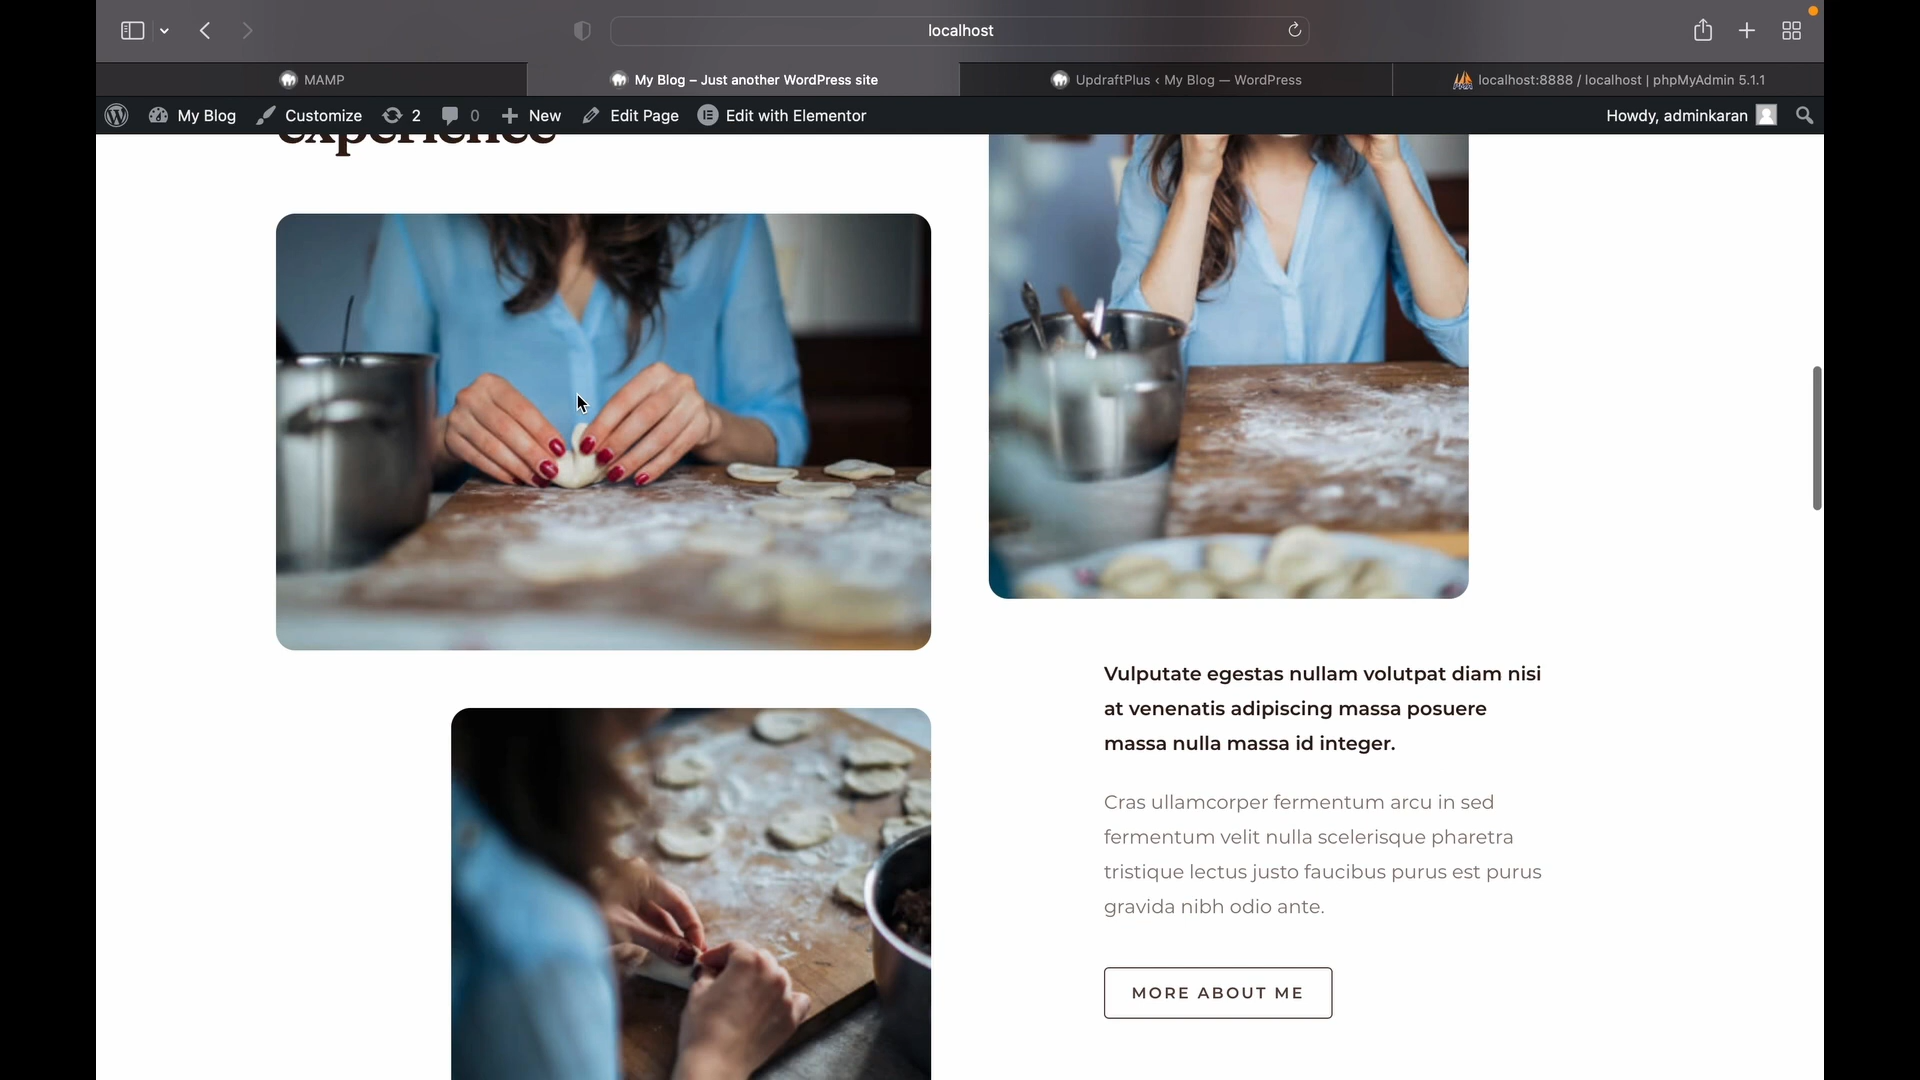 localhost
MAMP
My Blog – Just another WordPress site
UpdraftPlus ‹ My Blog — WordPress
localhost:8888 / localhost | phpMyAdmin 5.1.1
My Blog
Customize
2
0
New
Edit Page
Edit with Elementor
Howdy, adminkaran
experience
Vulputate egestas nullam volutpat diam nisi
at venenatis adipiscing massa posuere
massa nulla massa id integer.
Cras ullamcorper fermentum arcu in sed
fermentum velit nulla scelerisque pharetra
tristique lectus justo faucibus purus est purus
gravida nibh odio ante.
MORE ABOUT ME